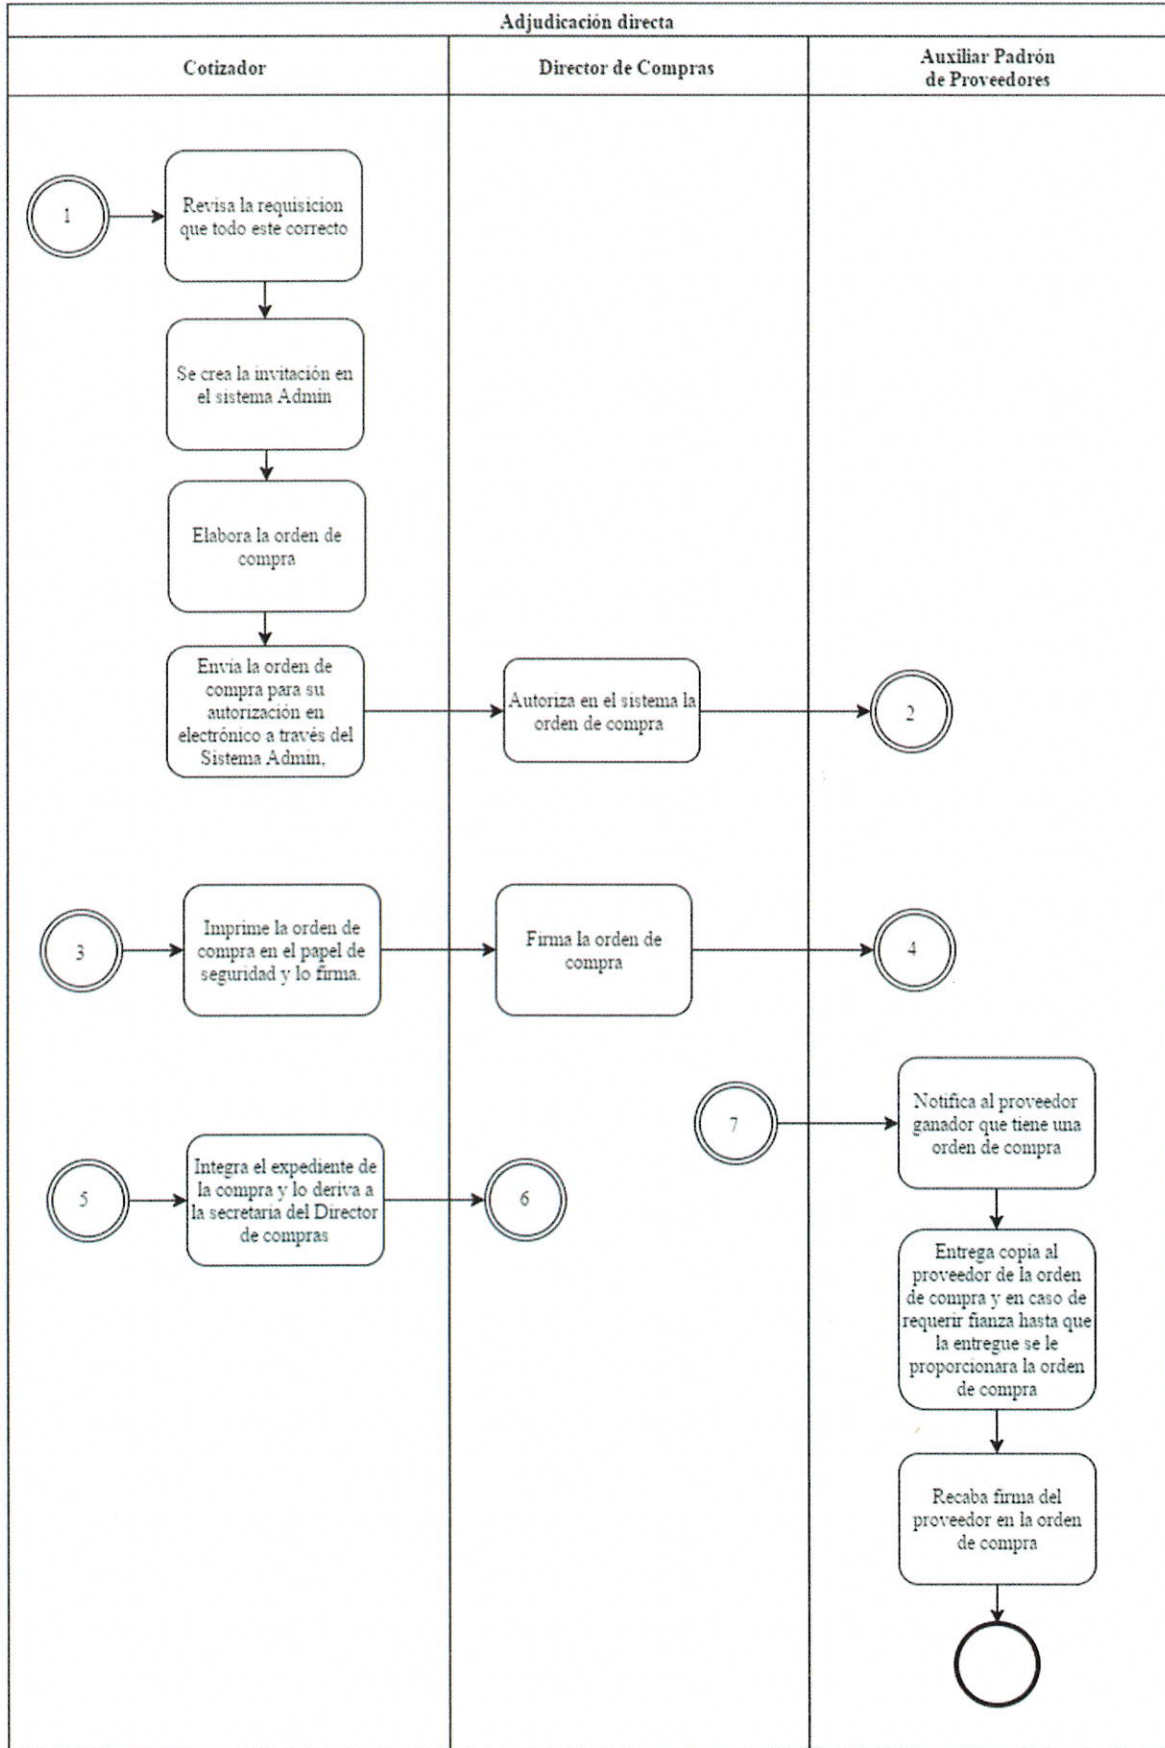 Adjudicación directa
Cotizador
Director de Compras
Auxiliar Padrón
de Proveedores
1
Revisa la requisicion
que todo este correcto
Se crea la invitación en
el sistema Admin
Elabora la orden de
compra
Envía la orden de
compra para su
autorización en
electrónico a través del
Sistema Admin,
Autoriza en el sistema la
orden de compra
2
3
Imprime la orden de
compra en el papel de
seguridad y lo firma.
Firma la orden de
compra
4
7
Notifica al proveedor
ganador que tiene una
orden de compra
5
Integra el expediente de
la compra y lo deriva a
la secretaria del Director
de compras
6
Entrega copia al
proveedor de la orden
de compra y en caso de
requerir fianza hasta que
la entregue se le
proporcionara la orden
de compra
Recaba firma del
proveedor en la orden
de compra